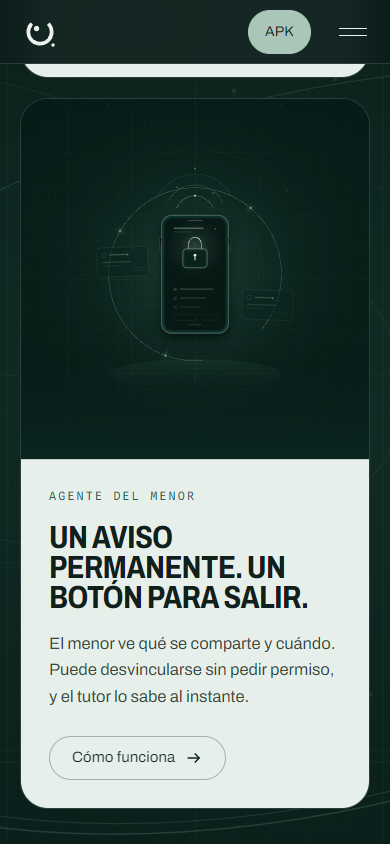 APK
AGENTE DEL MENOR
UN AVISO
PERMANENTE. UN
BOTÓN PARA SALIR.
El menor ve qué se comparte y cuándo.
Puede desvincularse sin pedir permiso,
y el tutor lo sabe al instante.
Cómo funciona